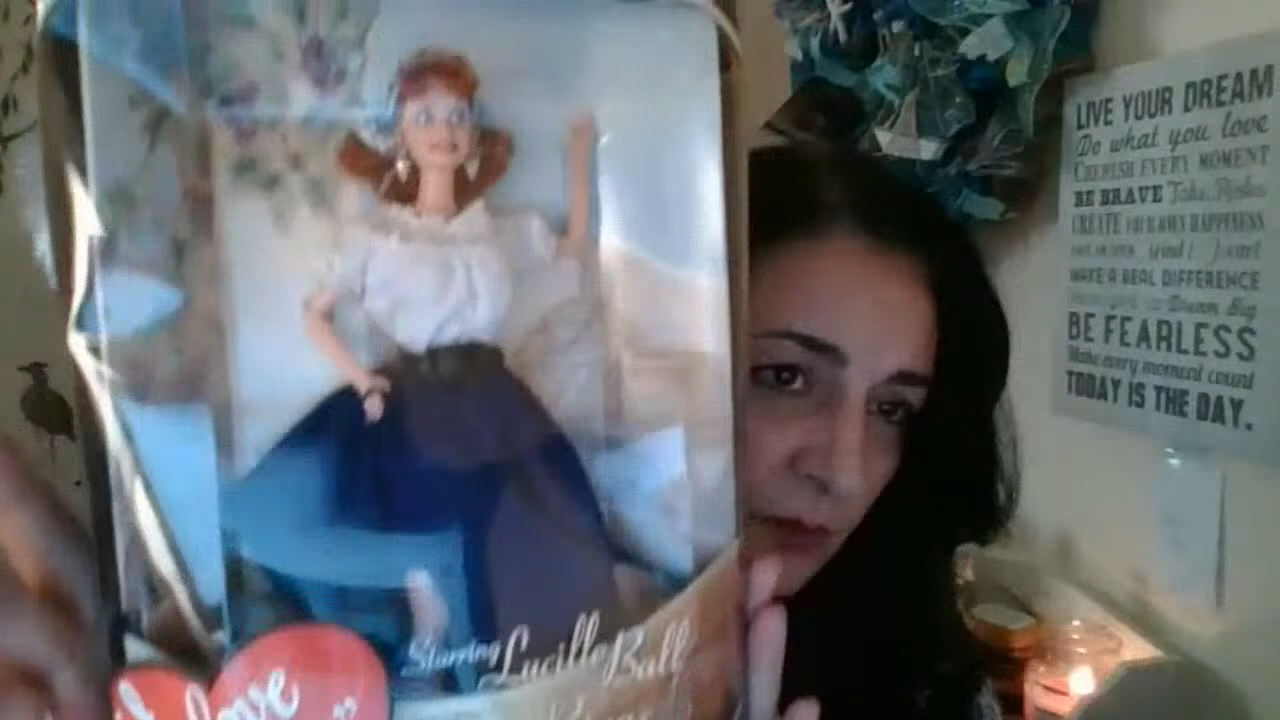 LIVE YOUR DREAM
Do what you love
CHERISH EVERY MOMENT
BE BRAVE Take Risks
CREATE YOUR OWN HAPPINESS
MAKE A REAL DIFFERENCE
Dream Big
BE FEARLESS
Make every moment count
TODAY IS THE DAY.
Starring Lucille Ball
Love